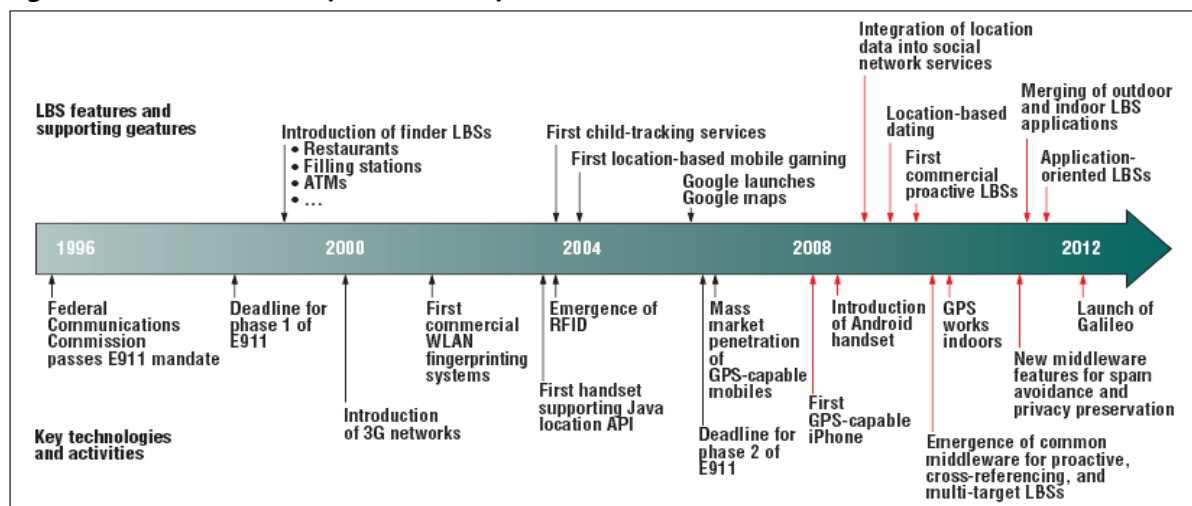 Integration of location
data into social
network services
LBS features and
supporting geatures
Introduction of finder LBSs
• Restaurants
• Filling stations
• ATMs
• ...
First child-tracking services
First location-based mobile gaming
Google launches
Google maps
Location-based
dating
First
commercial
proactive LBSs
Merging of outdoor
and indoor LBS
applications
Application-
oriented LBSs
1996
2000
2004
2008
2012
Federal
Communications
Commission
passes E911 mandate
Deadline for
phase 1 of
E911
Introduction
of 3G networks
First
commercial
WLAN
fingerprinting
systems
First handset
supporting Java
location API
Emergence of
RFID
Deadline for
phase 2 of
E911
Mass
market
penetration
of
GPS-capable
mobiles
First
GPS-capable
iPhone
Introduction
of Android
handset
Emergence of common
middleware for proactive,
cross-referencing, and
multi-target LBSs
GPS
works
indoors
New middleware
features for spam
avoidance and
privacy preservation
Launch of
Galileo
Key technologies
and activities